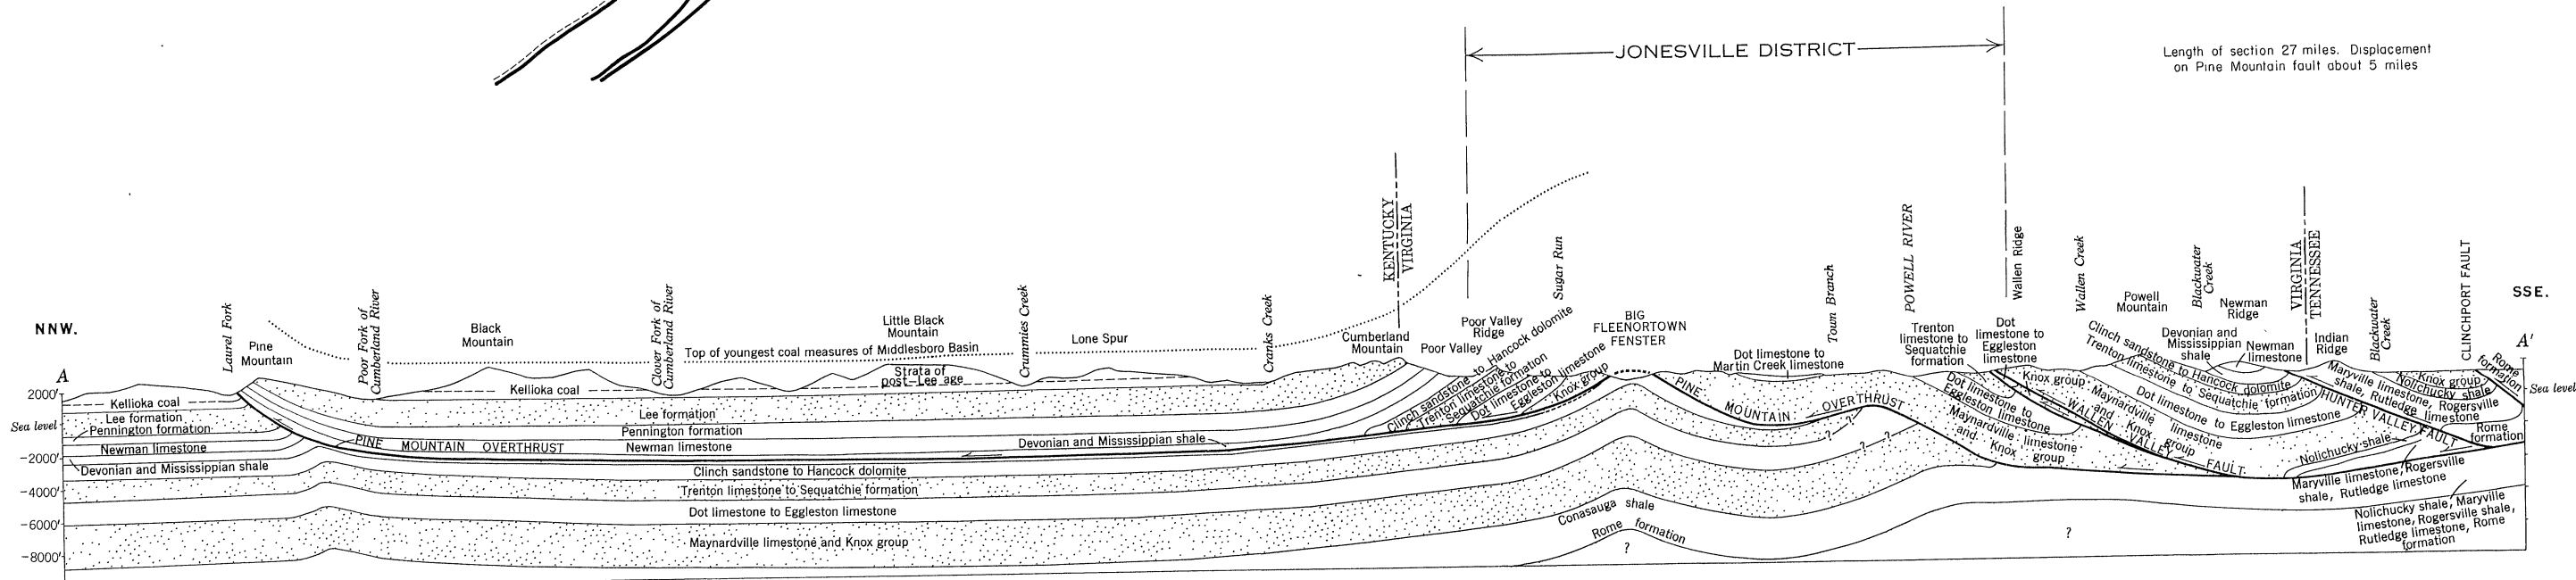 JONESVILLE DISTRICT
Length of section 27 miles. Displacement
on Pine Mountain fault about 5 miles
NNW.
SSE.
A
A'
2000'
Sea level
-2000'
-4000'
-6000'
-8000'
Sea level
Laurel Fork
Pine
Mountain
Poor Fork of
Cumberland River
Black
Mountain
Clover Fork of
Cumberland River
Little Black
Mountain
Top of youngest coal measures of Middlesboro Basin
Strata of
post-Lee age
Crummies Creek
Lone Spur
Cranks Creek
KENTUCKY
VIRGINIA
Cumberland
Mountain
Poor Valley
Poor Valley
Ridge
Sugar Run
BIG
FLEENORTOWN
FENSTER
Dot limestone to
Martin Creek limestone
Town Branch
POWELL RIVER
Trenton
limestone to
Sequatchie
formation
Wallen Ridge
Dot
limestone to
Eggleston
limestone
Wallen Creek
Powell
Mountain
Blackwater
Creek
Newman
Ridge
VIRGINIA
TENNESSEE
Devonian and
Mississippian
shale
Newman
limestone
Indian
Ridge
Blackwater
Creek
CLINCHPORT FAULT
Kellioka coal
Lee formation
Pennington formation
Newman limestone
Devonian and Mississippian shale
Kellioka coal
Lee formation
Pennington formation
PINE MOUNTAIN OVERTHRUST
Newman limestone
Devonian and Mississippian shale
Clinch sandstone to Hancock dolomite
Trenton limestone to Sequatchie formation
Dot limestone to Eggleston limestone
Maynardville limestone and Knox group
Clinch sandstone to Hancock dolomite
Trenton limestone to
Sequatchie formation
Dot limestone to
Eggleston limestone
Knox group
PINE MOUNTAIN OVERTHRUST
?
?
?
Conasauga shale
Rome formation
?
Dot limestone to
Eggleston limestone
Maynardville limestone
and Knox
group
Knox group
Maynardville limestone
and Knox group
WALLEN VALLEY FAULT
Clinch sandstone to Hancock dolomite
Trenton limestone to Sequatchie formation
Dot limestone to Eggleston limestone
HUNTER VALLEY FAULT
Maryville limestone, Rogersville
shale, Rutledge limestone
Knox group
Nolichucky shale
Rome
formation
Rome
formation
Nolichucky shale
Maryville limestone, Rogersville
shale, Rutledge limestone
?
Nolichucky shale, Maryville
limestone, Rogersville shale,
Rutledge limestone, Rome
formation